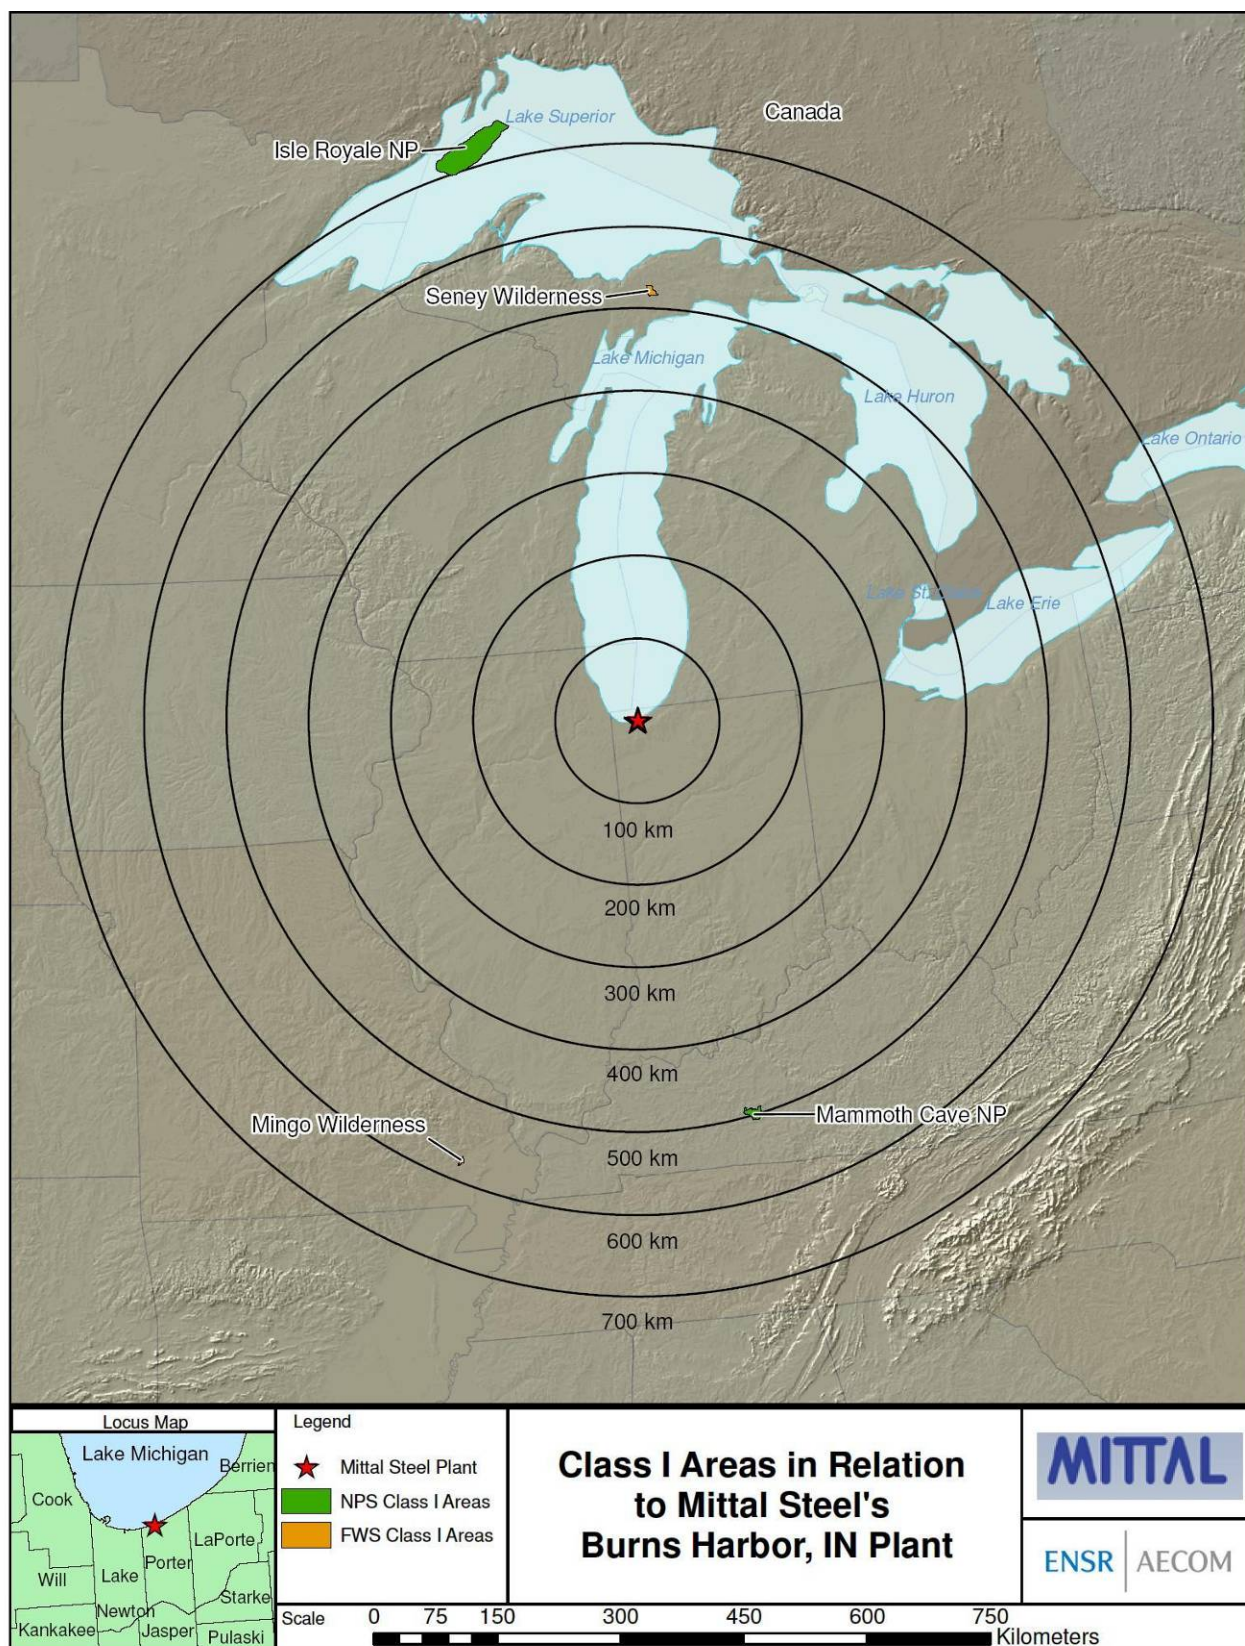 Canada
Lake Superior
Isle Royale NP
Seney Wilderness
Lake Michigan
Lake Huron
Lake Ontario
Lake St. Claire
Lake Erie
100 km
200 km
300 km
400 km
Mammoth Cave NP
Mingo Wilderness
500 km
600 km
700 km
Locus Map
Lake Michigan
Berrien
Cook
LaPorte
Porter
Lake
Will
Starke
Newton
Kankakee
Jasper
Pulaski
Legend
Mittal Steel Plant
NPS Class I Areas
FWS Class I Areas
Class I Areas in Relation
to Mittal Steel's
Burns Harbor, IN Plant
MITTAL
ENSR | AECOM
Scale
0 75 150 300 450 600 750
Kilometers